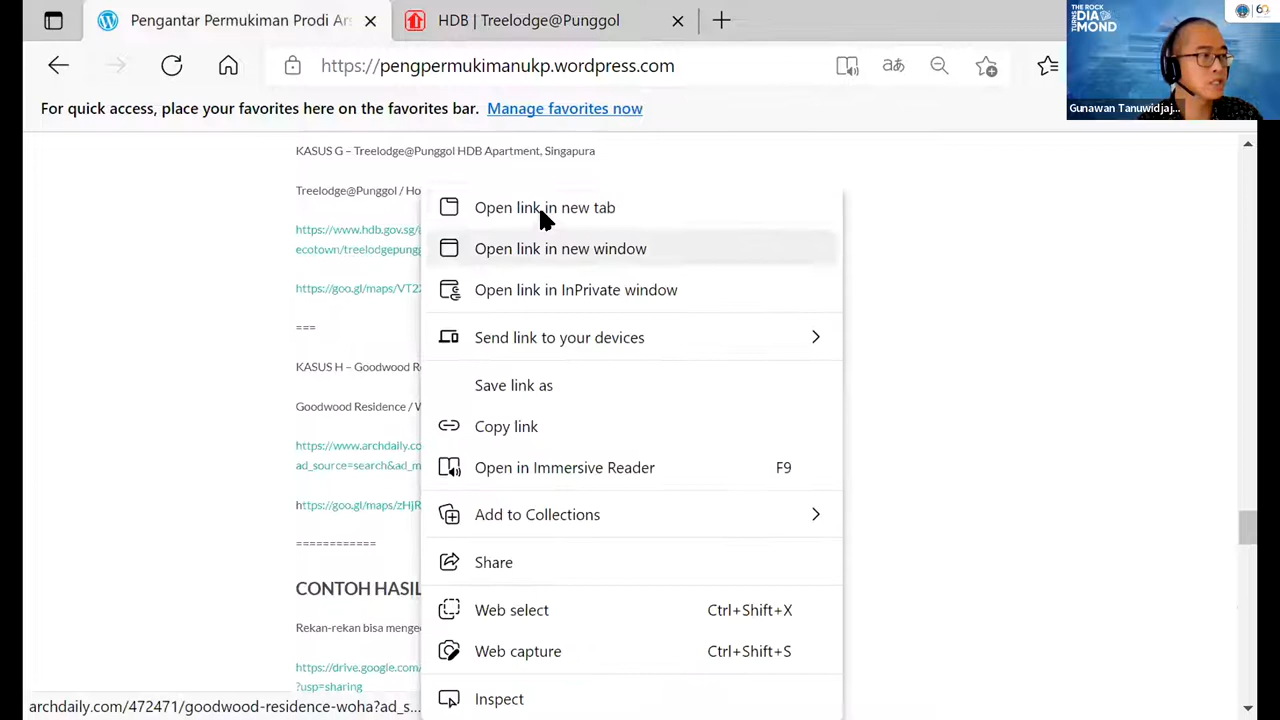 Pengantar Permukiman Prodi Ars
HDB | Treelodge@Punggol
THE ROCK
TURNS
DIA
MOND
https://pengpermukimanukp.wordpress.com
Gunawan Tanuwidjaj...
For quick access, place your favorites here on the favorites bar. Manage favorites now
KASUS G – Treelodge@Punggol HDB Apartment, Singapura
Treelodge@Punggol / Ho
https://www.hdb.gov.sg/
ecotown/treelodgepungg
https://goo.gl/maps/VT2
===
KASUS H – Goodwood R
Goodwood Residence / W
https://www.archdaily.co
ad_source=search&ad_m
https://goo.gl/maps/zHjR
============
CONTOH HASIL
Rekan-rekan bisa menge
https://drive.google.com/
?usp=sharing
Open link in new tab
Open link in new window
Open link in InPrivate window
Send link to your devices
Save link as
Copy link
Open in Immersive Reader F9
Add to Collections
Share
Web select Ctrl+Shift+X
Web capture Ctrl+Shift+S
Inspect
archdaily.com/472471/goodwood-residence-woha?ad_s...